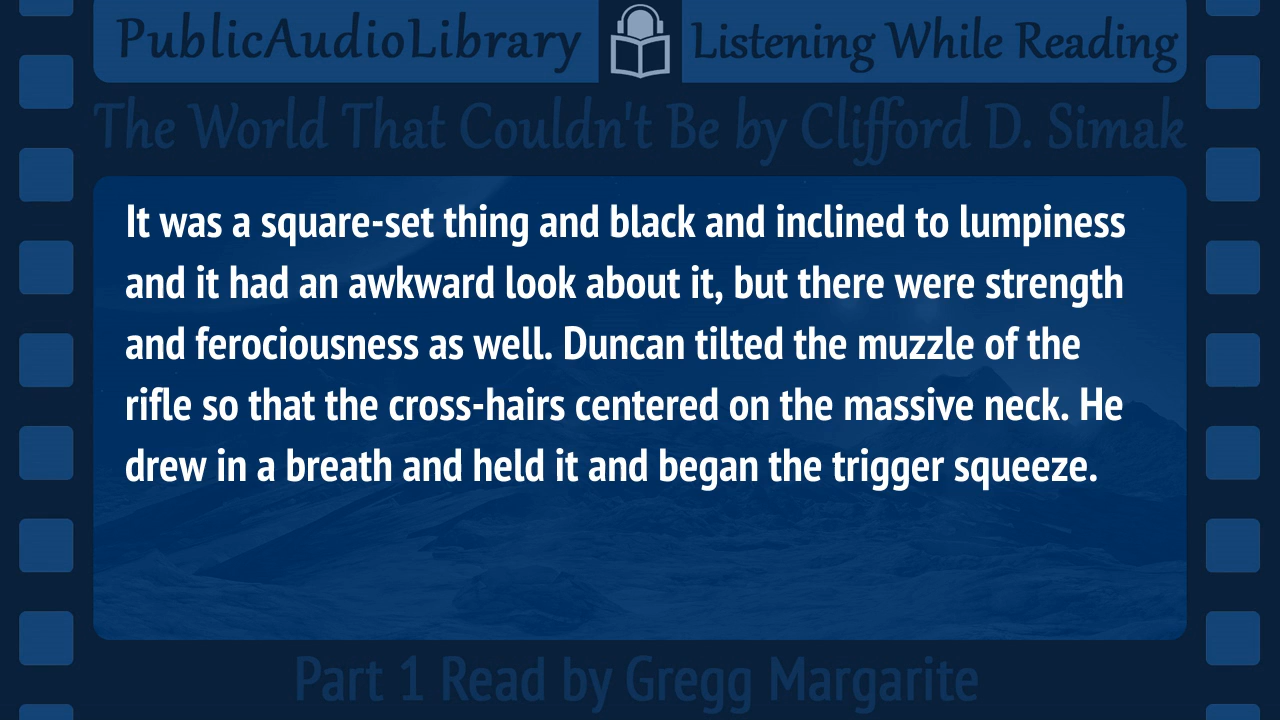 PublicAudioLibrary
Listening While Reading
The World That Couldn't Be by Clifford D. Simak
It was a square-set thing and black and inclined to lumpiness
and it had an awkward look about it, but there were strength
and ferociousness as well. Duncan tilted the muzzle of the
rifle so that the cross-hairs centered on the massive neck. He
drew in a breath and held it and began the trigger squeeze.
Part 1 Read by Gregg Margarite